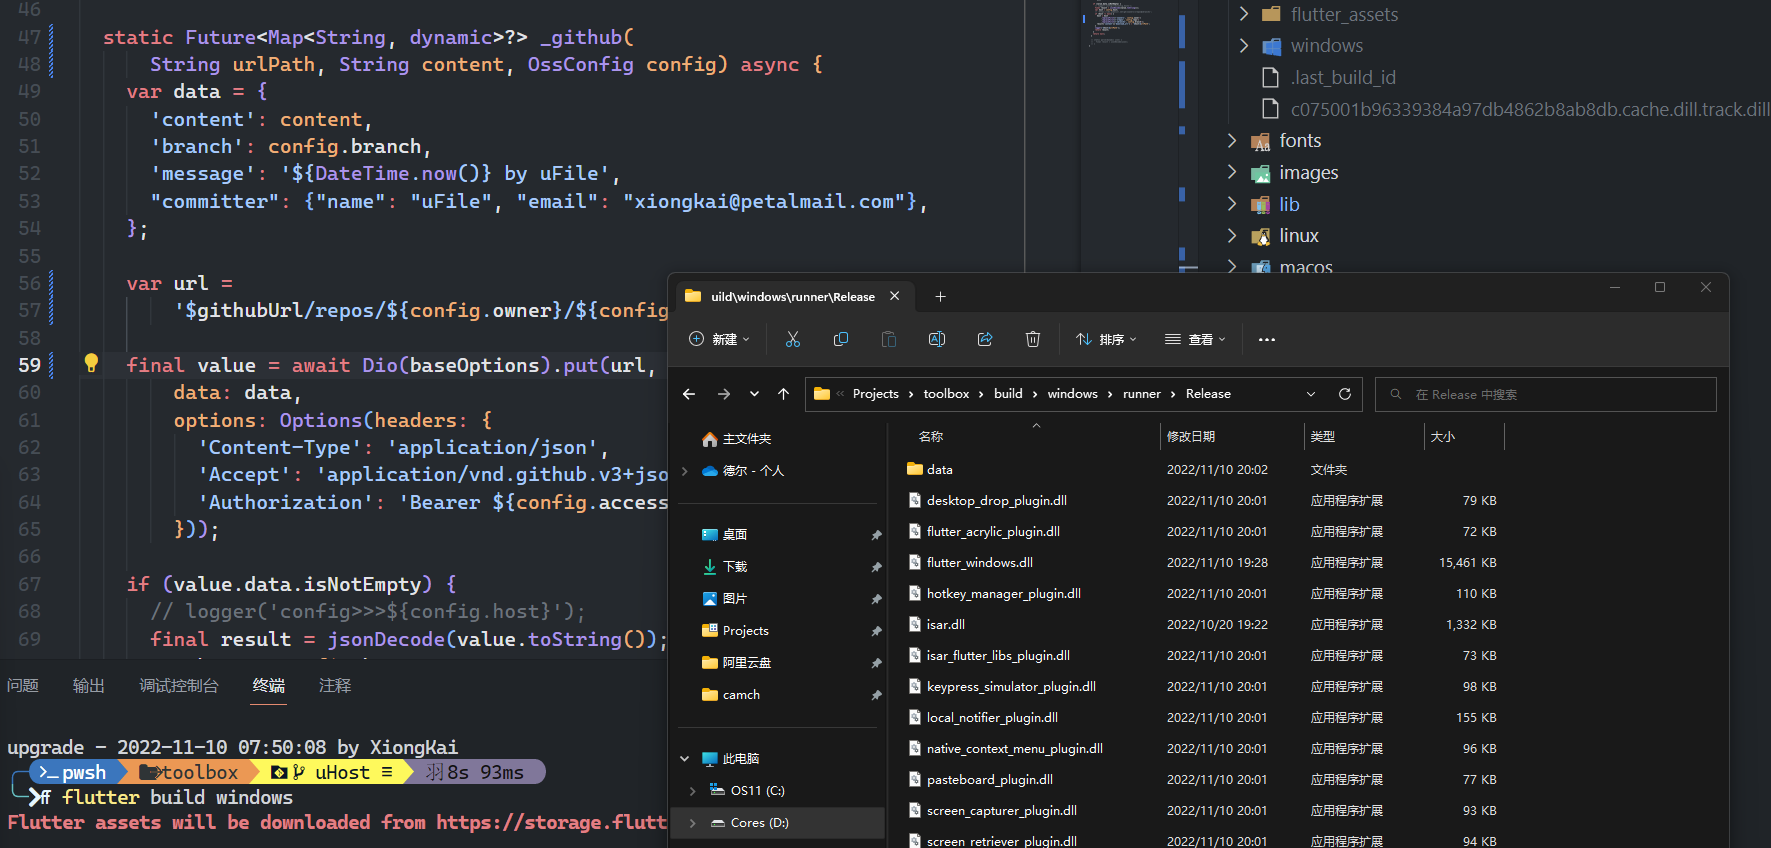 46
47 static Future<Map<String, dynamic>?> _github(
48 String urlPath, String content, OssConfig config) async {
49 var data = {
50 'content': content,
51 'branch': config.branch,
52 'message': '${DateTime.now()} by uFile',
53 "committer": {"name": "uFile", "email": "xiongkai@petalmail.com"},
54 };
55
56 var url =
57 '$githubUrl/repos/${config.owner}/${config
58
59 final value = await Dio(baseOptions).put(url,
60 data: data,
61 options: Options(headers: {
62 'Content-Type': 'application/json',
63 'Accept': 'application/vnd.github.v3+jso
64 'Authorization': 'Bearer ${config.access
65 }));
66
67 if (value.data.isNotEmpty) {
68 // logger('config>>>${config.host}');
69 final result = jsonDecode(value.toString());
问题 输出 调试控制台 终端 注释
upgrade - 2022-11-10 07:50:08 by XiongKai
pwsh toolbox uHost ≡ 8s 93ms
flutter build windows
Flutter assets will be downloaded from https://storage.flutt
flutter_assets
windows
.last_build_id
c075001b96339384a97db4862b8ab8db.cache.dill.track.dill
fonts
images
lib
linux
macos
uild\windows\runner\Release
新建 排序 查看
Projects › toolbox › build › windows › runner › Release
在 Release 中搜索
主文件夹
德尔 - 个人
桌面
下载
图片
Projects
阿里云盘
camch
此电脑
OS11 (C:)
Cores (D:)
名称 修改日期 类型 大小
data 2022/11/10 20:02 文件夹
desktop_drop_plugin.dll 2022/11/10 20:01 应用程序扩展 79 KB
flutter_acrylic_plugin.dll 2022/11/10 20:01 应用程序扩展 72 KB
flutter_windows.dll 2022/11/10 19:28 应用程序扩展 15,461 KB
hotkey_manager_plugin.dll 2022/11/10 20:01 应用程序扩展 110 KB
isar.dll 2022/10/20 19:22 应用程序扩展 1,332 KB
isar_flutter_libs_plugin.dll 2022/11/10 20:01 应用程序扩展 73 KB
keypress_simulator_plugin.dll 2022/11/10 20:01 应用程序扩展 98 KB
local_notifier_plugin.dll 2022/11/10 20:01 应用程序扩展 155 KB
native_context_menu_plugin.dll 2022/11/10 20:01 应用程序扩展 96 KB
pasteboard_plugin.dll 2022/11/10 20:01 应用程序扩展 77 KB
screen_capturer_plugin.dll 2022/11/10 20:01 应用程序扩展 93 KB
screen_retriever_plugin.dll 2022/11/10 20:01 应用程序扩展 94 KB